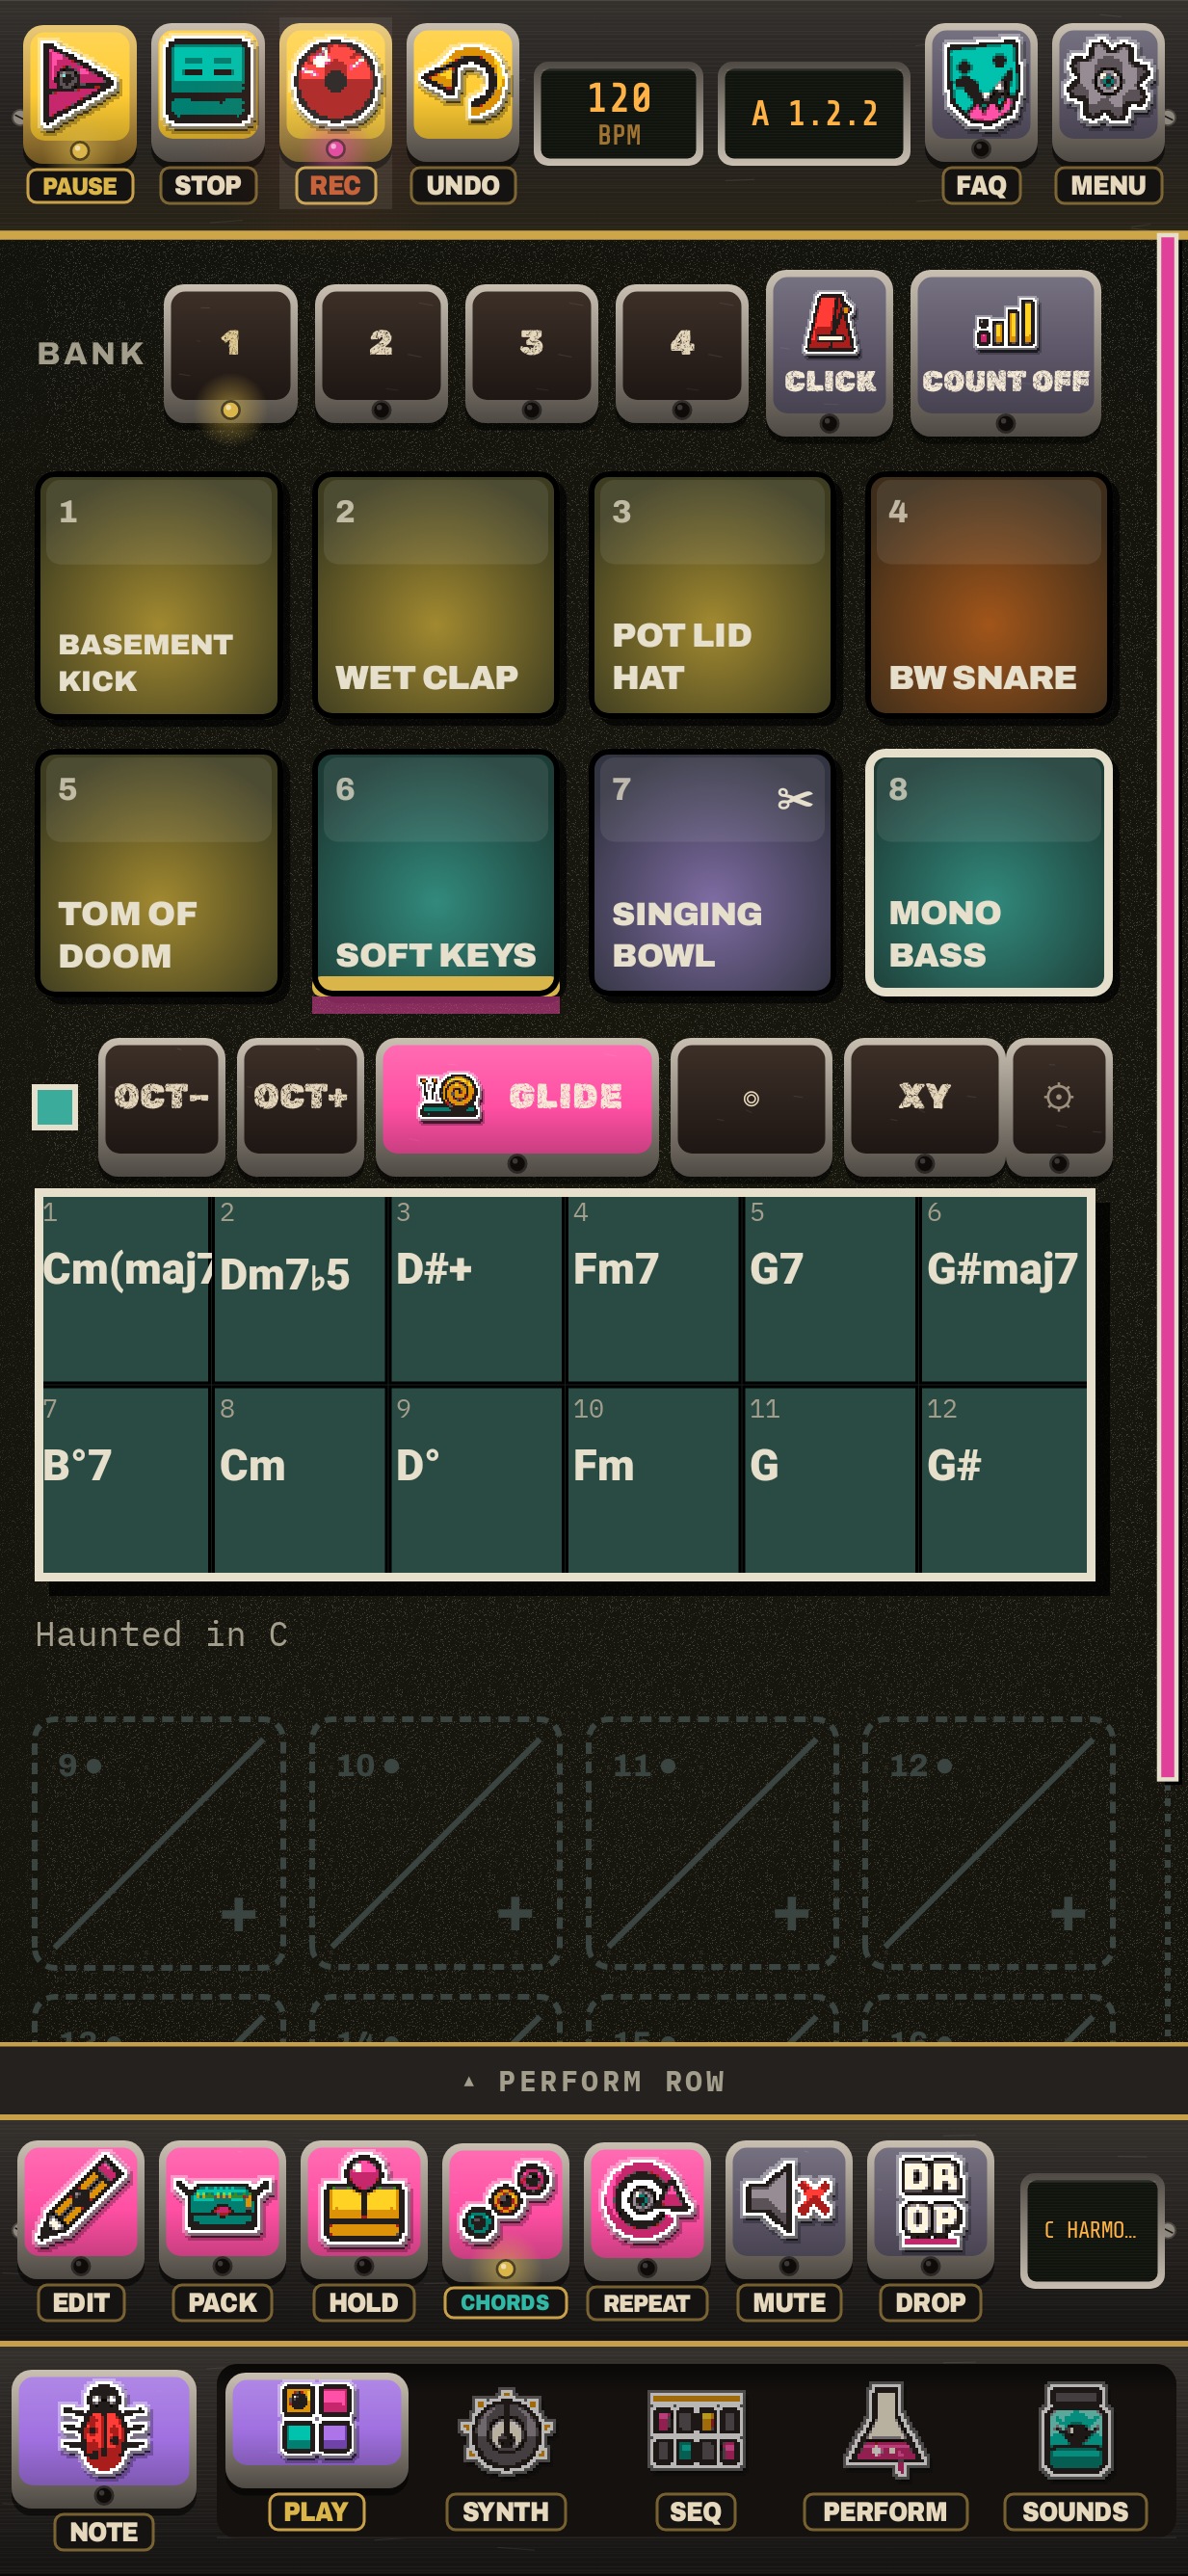 120
BPM
A 1.2.2
PAUSE STOP REC UNDO FAQ MENU
BANK 1 2 3 4 CLICK COUNT OFF
1 2 3 4
BASEMENT
KICK
WET CLAP
POT LID
HAT
BW SNARE
5 6 7 8
TOM OF
DOOM
SOFT KEYS
SINGING
BOWL
MONO
BASS
OCT- OCT+ GLIDE XY
1 2 3 4 5 6
Cm(maj7 Dm7♭5 D#+ Fm7 G7 G#maj7
7 8 9 10 11 12
B°7 Cm D° Fm G G#
Haunted in C
9 10 11 12
+ + + +
13 14 15 16
▲ PERFORM ROW
DR
OP
C HARMO…
EDIT PACK HOLD CHORDS REPEAT MUTE DROP
NOTE PLAY SYNTH SEQ PERFORM SOUNDS